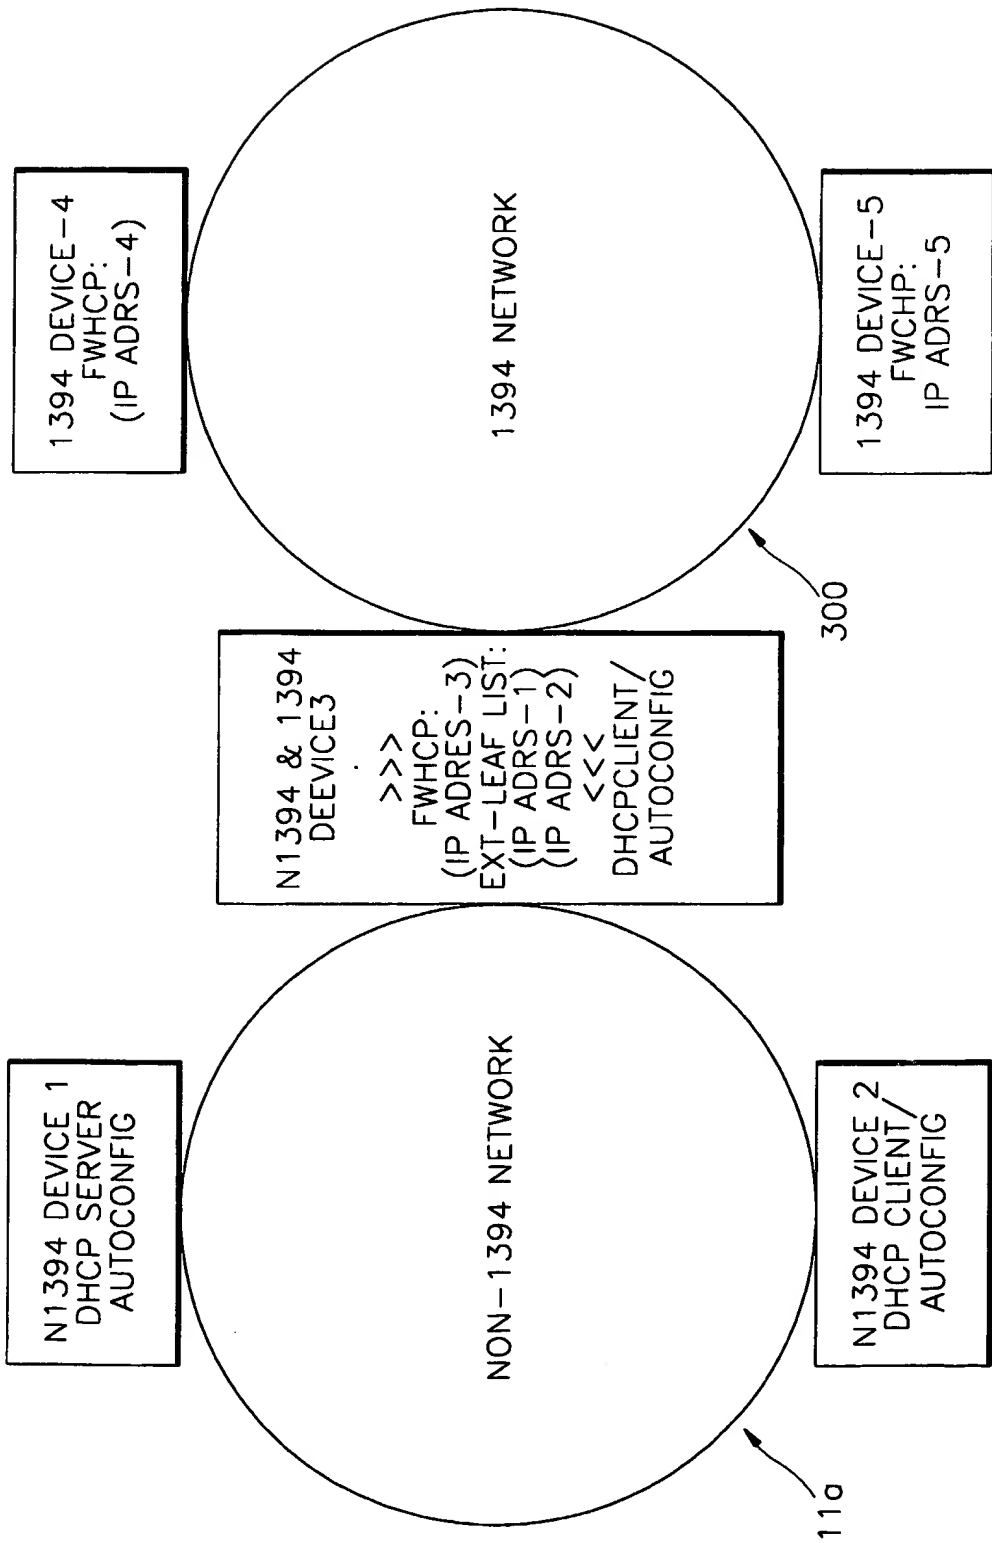 N1394 DEVICE 1
DHCP SERVER
AUTOCONFIG
NON-1394 NETWORK
N1394 DEVICE 2
DHCP CLIENT/
AUTOCONFIG
11a
N1394 & 1394
DEEVICE3
>>>
FWHCP:
(IP ADRES-3)
EXT-LEAF LIST:
(IP ADRS-1)
(IP ADRS-2)
<<<
DHCPCLIENT/
AUTOCONFIG
1394 DEVICE-4
FWHCP:
(IP ADRS-4)
1394 NETWORK
1394 DEVICE-5
FWCHP:
IP ADRS-5
300